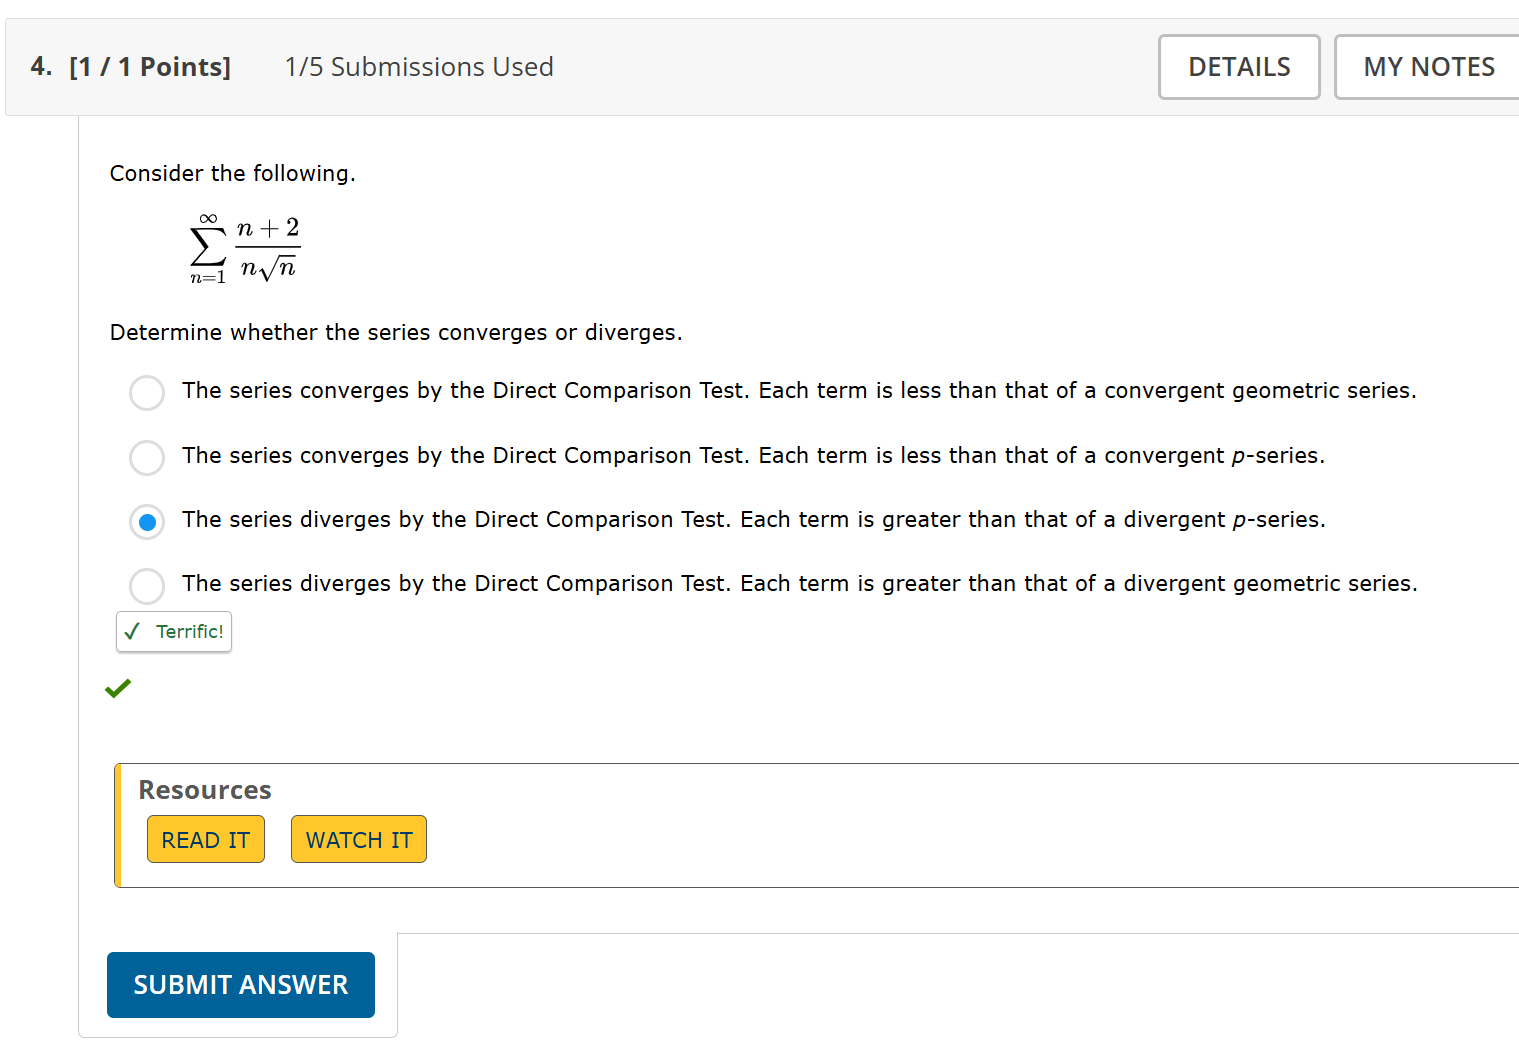 4. [1 / 1 Points] 1/5 Submissions Used DETAILS MY NOTES
Consider the following.
∞
∑ n + 2
n=1 n√n
Determine whether the series converges or diverges.
The series converges by the Direct Comparison Test. Each term is less than that of a convergent geometric series.
The series converges by the Direct Comparison Test. Each term is less than that of a convergent p-series.
The series diverges by the Direct Comparison Test. Each term is greater than that of a divergent p-series.
The series diverges by the Direct Comparison Test. Each term is greater than that of a divergent geometric series.
✓ Terrific!
Resources
READ IT WATCH IT
SUBMIT ANSWER